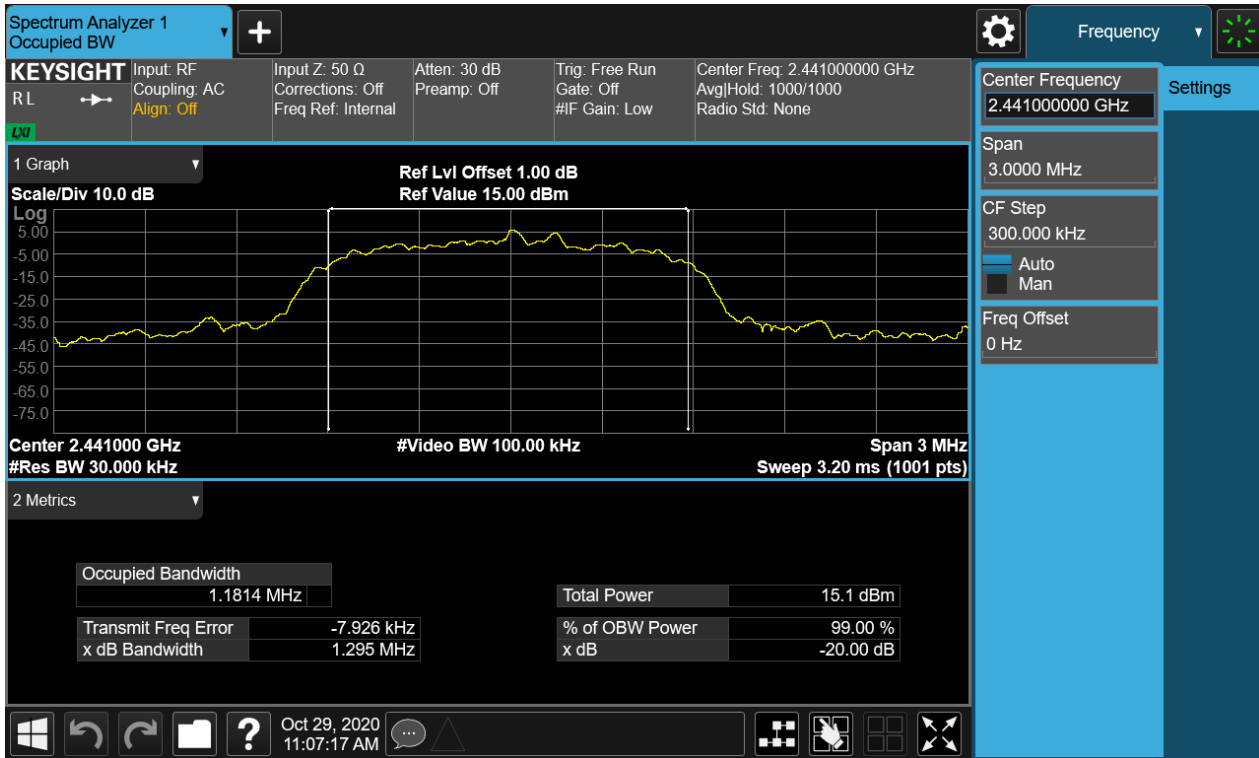 Spectrum Analyzer 1
Occupied BW
Frequency
KEYSIGHT
R L
LXI
Input: RF
Coupling: AC
Align: Off
Input Z: 50 Ω
Corrections: Off
Freq Ref: Internal
Atten: 30 dB
Preamp: Off
Trig: Free Run
Gate: Off
#IF Gain: Low
Center Freq: 2.441000000 GHz
Avg|Hold: 1000/1000
Radio Std: None
Center Frequency
2.441000000 GHz
Settings
Span
3.0000 MHz
CF Step
300.000 kHz
Auto
Man
Freq Offset
0 Hz
1 Graph
Scale/Div 10.0 dB
Ref Lvl Offset 1.00 dB
Ref Value 15.00 dBm
Log
5.00
-5.00
-15.0
-25.0
-35.0
-45.0
-55.0
-65.0
-75.0
Center 2.441000 GHz
#Video BW 100.00 kHz
Span 3 MHz
#Res BW 30.000 kHz
Sweep 3.20 ms (1001 pts)
2 Metrics
Occupied Bandwidth
1.1814 MHz
Total Power 15.1 dBm
Transmit Freq Error -7.926 kHz
% of OBW Power 99.00 %
x dB Bandwidth 1.295 MHz
x dB -20.00 dB
?
Oct 29, 2020
11:07:17 AM